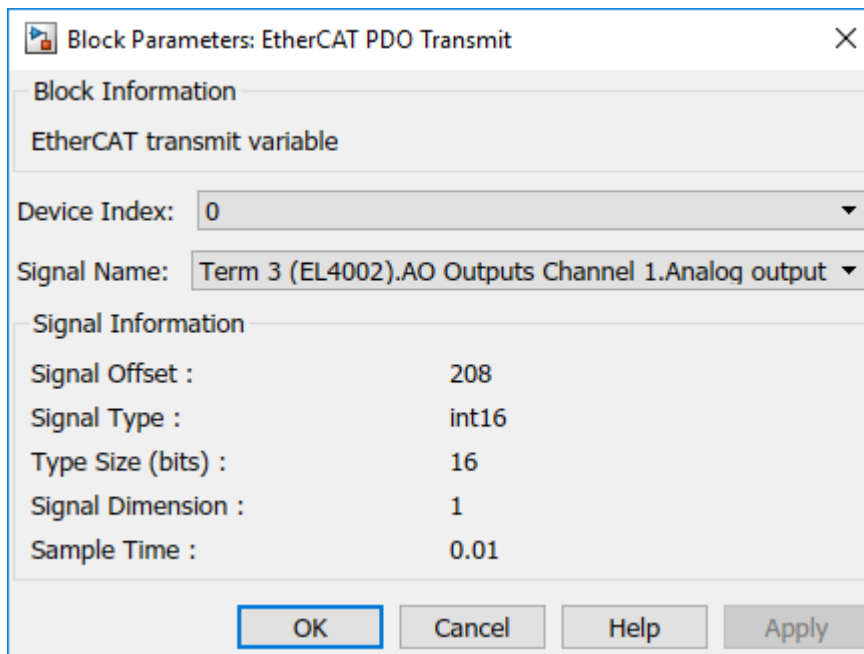 Block Parameters: EtherCAT PDO Transmit
Block Information
EtherCAT transmit variable
Device Index: 0
Signal Name: Term 3 (EL4002).AO Outputs Channel 1.Analog output
Signal Information
Signal Offset : 208
Signal Type : int16
Type Size (bits) : 16
Signal Dimension : 1
Sample Time : 0.01
OK Cancel Help Apply